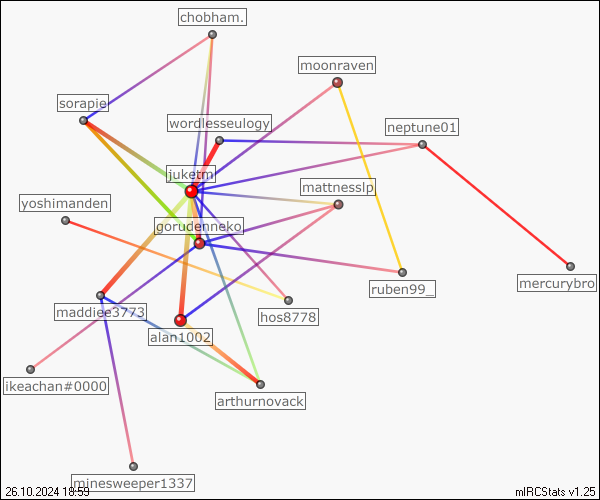 chobham.
moonraven
sorapie
wordlesseulogy
neptune01
juketm
mattnesslp
yoshimanden
gorudenneko
mercurybro
ruben99_
maddiee3773
hos8778
alan1002
ikeachan#0000
arthurnovack
minesweeper1337
26.10.2024 18:59
mIRCStats v1.25